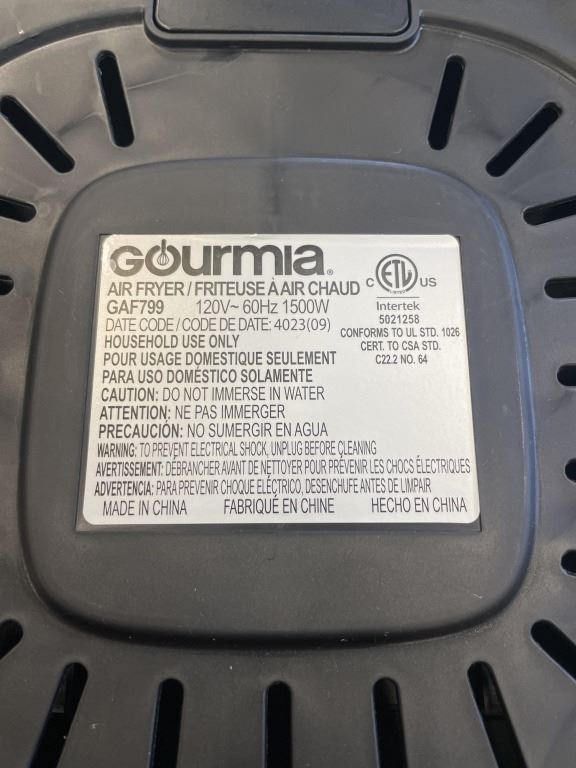 GOurmia®
AIR FRYER / FRITEUSE À AIR CHAUD
GAF799 120V~ 60Hz 1500W
DATE CODE / CODE DE DATE: 4023(09)
HOUSEHOLD USE ONLY
POUR USAGE DOMESTIQUE SEULEMENT
PARA USO DOMÉSTICO SOLAMENTE
CAUTION: DO NOT IMMERSE IN WATER
ATTENTION: NE PAS IMMERGER
PRECAUCIÓN: NO SUMERGIR EN AGUA
WARNING: TO PREVENT ELECTRICAL SHOCK, UNPLUG BEFORE CLEANING
AVERTISSEMENT: DÉBRANCHER AVANT DE NETTOYER POUR PRÉVENIR LES CHOCS ÉLECTRIQUES
ADVERTENCIA: PARA PREVENIR CHOQUE ELÉCTRICO, DESENCHUFE ANTES DE LIMPAIR
MADE IN CHINA FABRIQUÉ EN CHINE HECHO EN CHINA
C ETL US
Intertek
5021258
CONFORMS TO UL STD. 1026
CERT. TO CSA STD.
C22.2 NO. 64